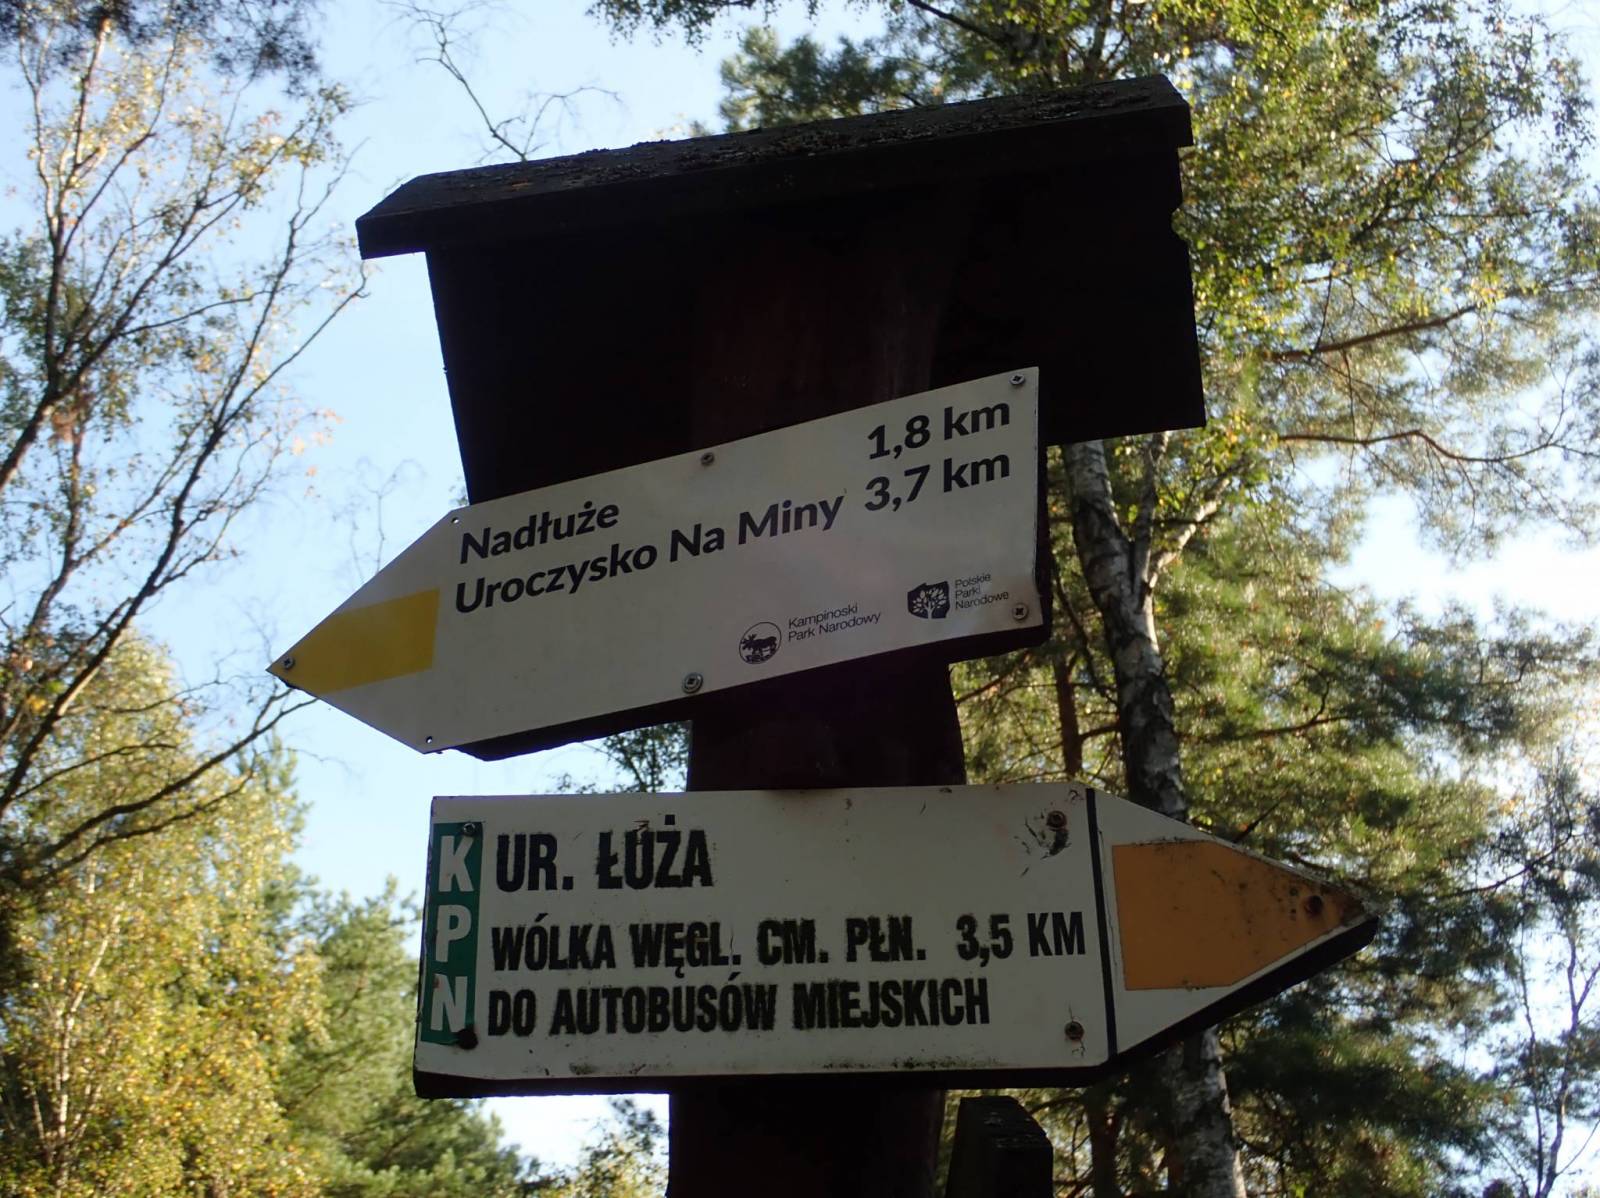 Nadłuże 1,8 km
Uroczysko Na Miny 3,7 km
Kampinoski
Park Narodowy
Polskie
Parki
Narodowe
KPN
UR. ŁUŻA
WÓLKA WĘGL. CM. PŁN. 3,5 KM
DO AUTOBUSÓW MIEJSKICH